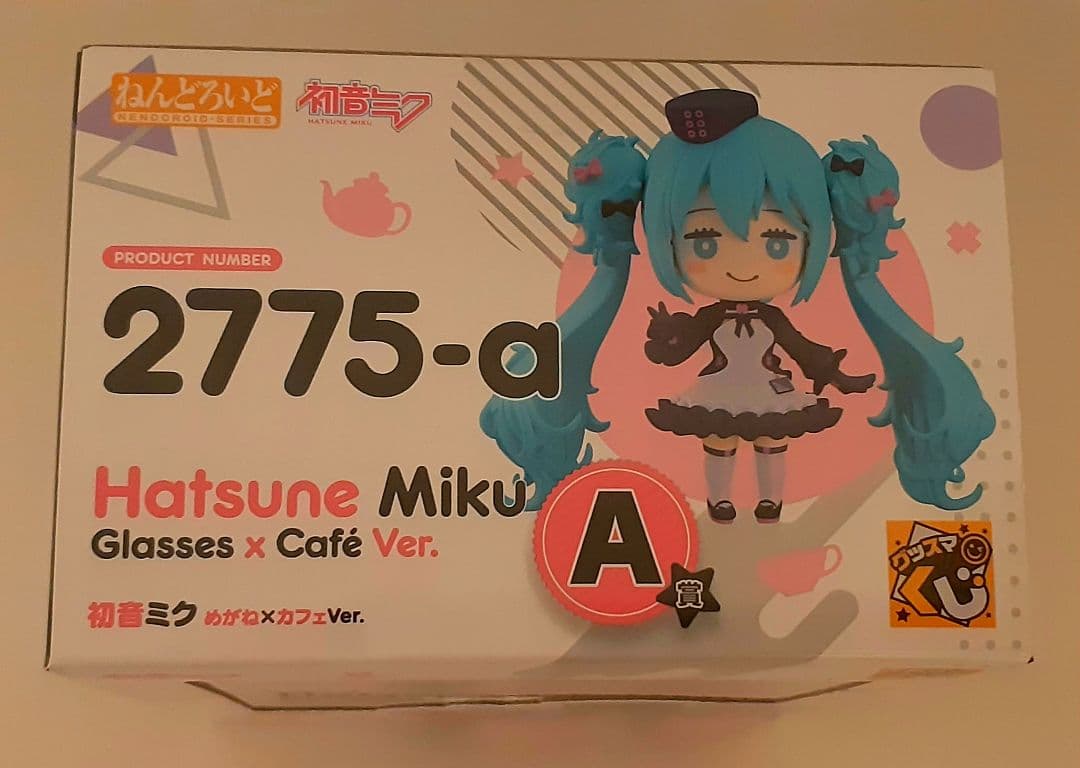 ねんどろいど
NENDOROID-SERIES
初音ミク
HATSUNE MIKU
PRODUCT NUMBER
2775-a
Hatsune Miku
Glasses x Café Ver.
初音ミク めがね×カフェVer.
A
賞
グッスマ
くじ